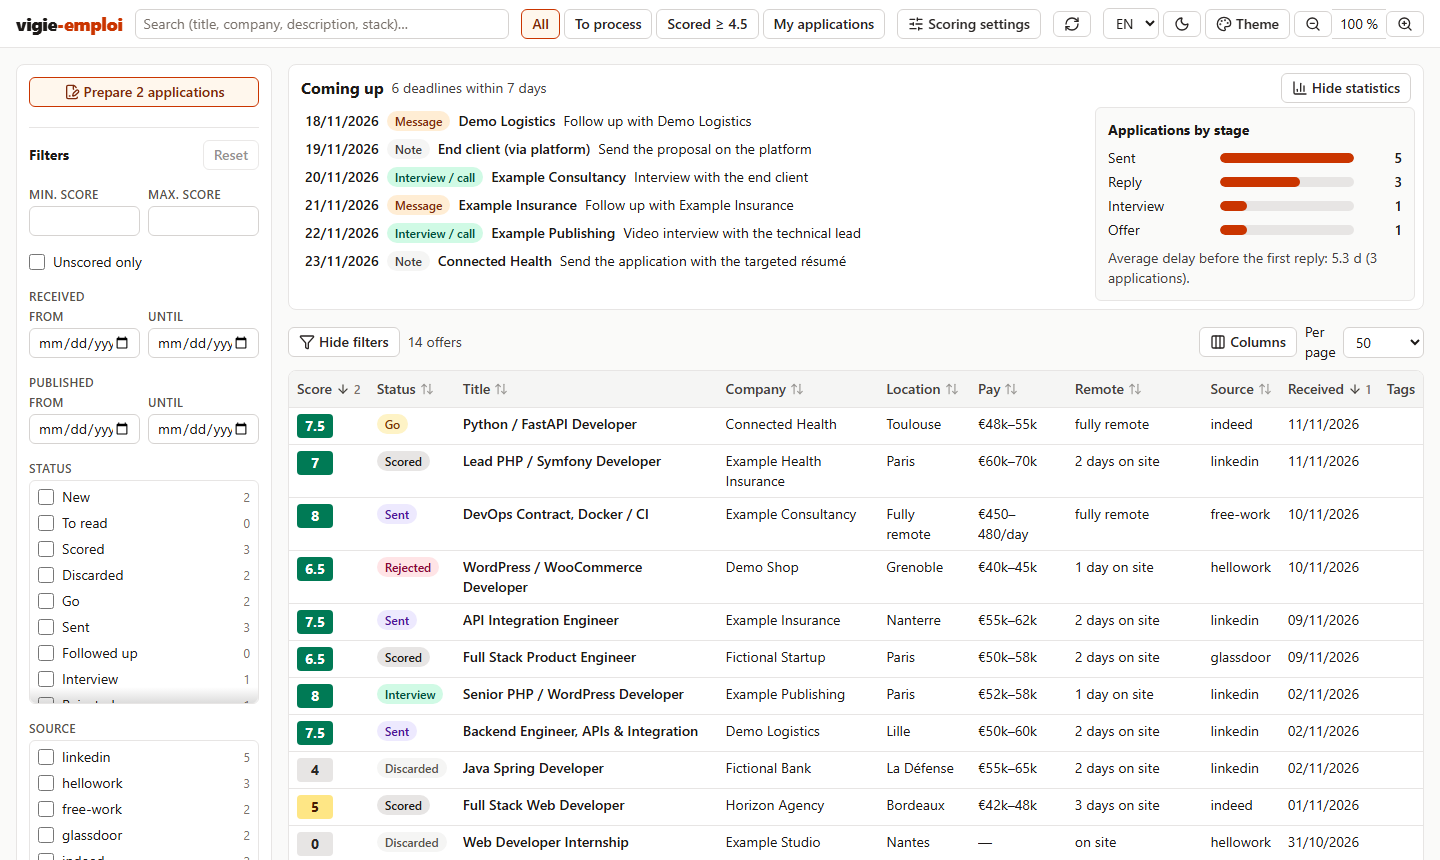 vigie-emploi
Search (title, company, description, stack)...
All
To process
Scored ≥ 4.5
My applications
Scoring settings
EN
Theme
100 %
Prepare 2 applications
Filters
Reset
MIN. SCORE
MAX. SCORE
Unscored only
RECEIVED
FROM
UNTIL
mm/dd/yyy
mm/dd/yyy
PUBLISHED
FROM
UNTIL
mm/dd/yyy
mm/dd/yyy
STATUS
New 2
To read 0
Scored 3
Discarded 2
Go 2
Sent 3
Followed up 0
Interview 1
SOURCE
linkedin 5
hellowork 3
free-work 2
glassdoor 2
Coming up 6 deadlines within 7 days
Hide statistics
18/11/2026 Message Demo Logistics Follow up with Demo Logistics
19/11/2026 Note End client (via platform) Send the proposal on the platform
20/11/2026 Interview / call Example Consultancy Interview with the end client
21/11/2026 Message Example Insurance Follow up with Example Insurance
22/11/2026 Interview / call Example Publishing Video interview with the technical lead
23/11/2026 Note Connected Health Send the application with the targeted résumé
Applications by stage
Sent 5
Reply 3
Interview 1
Offer 1
Average delay before the first reply: 5.3 d (3
applications).
Hide filters
14 offers
Columns
Per
page
50
Score 2 Status Title Company Location Pay Remote Source Received 1 Tags
7.5 Go Python / FastAPI Developer Connected Health Toulouse €48k–55k fully remote indeed 11/11/2026
7 Scored Lead PHP / Symfony Developer Example Health Paris €60k–70k 2 days on site linkedin 11/11/2026
Insurance
8 Sent DevOps Contract, Docker / CI Example Consultancy Fully €450– fully remote free-work 10/11/2026
remote 480/day
6.5 Rejected WordPress / WooCommerce Demo Shop Grenoble €40k–45k 1 day on site hellowork 10/11/2026
Developer
7.5 Sent API Integration Engineer Example Insurance Nanterre €55k–62k 2 days on site linkedin 09/11/2026
6.5 Scored Full Stack Product Engineer Fictional Startup Paris €50k–58k 2 days on site glassdoor 09/11/2026
8 Interview Senior PHP / WordPress Developer Example Publishing Paris €52k–58k 1 day on site linkedin 02/11/2026
7.5 Sent Backend Engineer, APIs & Integration Demo Logistics Lille €50k–60k 2 days on site linkedin 02/11/2026
4 Discarded Java Spring Developer Fictional Bank La Défense €55k–65k 2 days on site linkedin 02/11/2026
5 Scored Full Stack Web Developer Horizon Agency Bordeaux €42k–48k 3 days on site indeed 01/11/2026
0 Discarded Web Developer Internship Example Studio Nantes — on site hellowork 31/10/2026